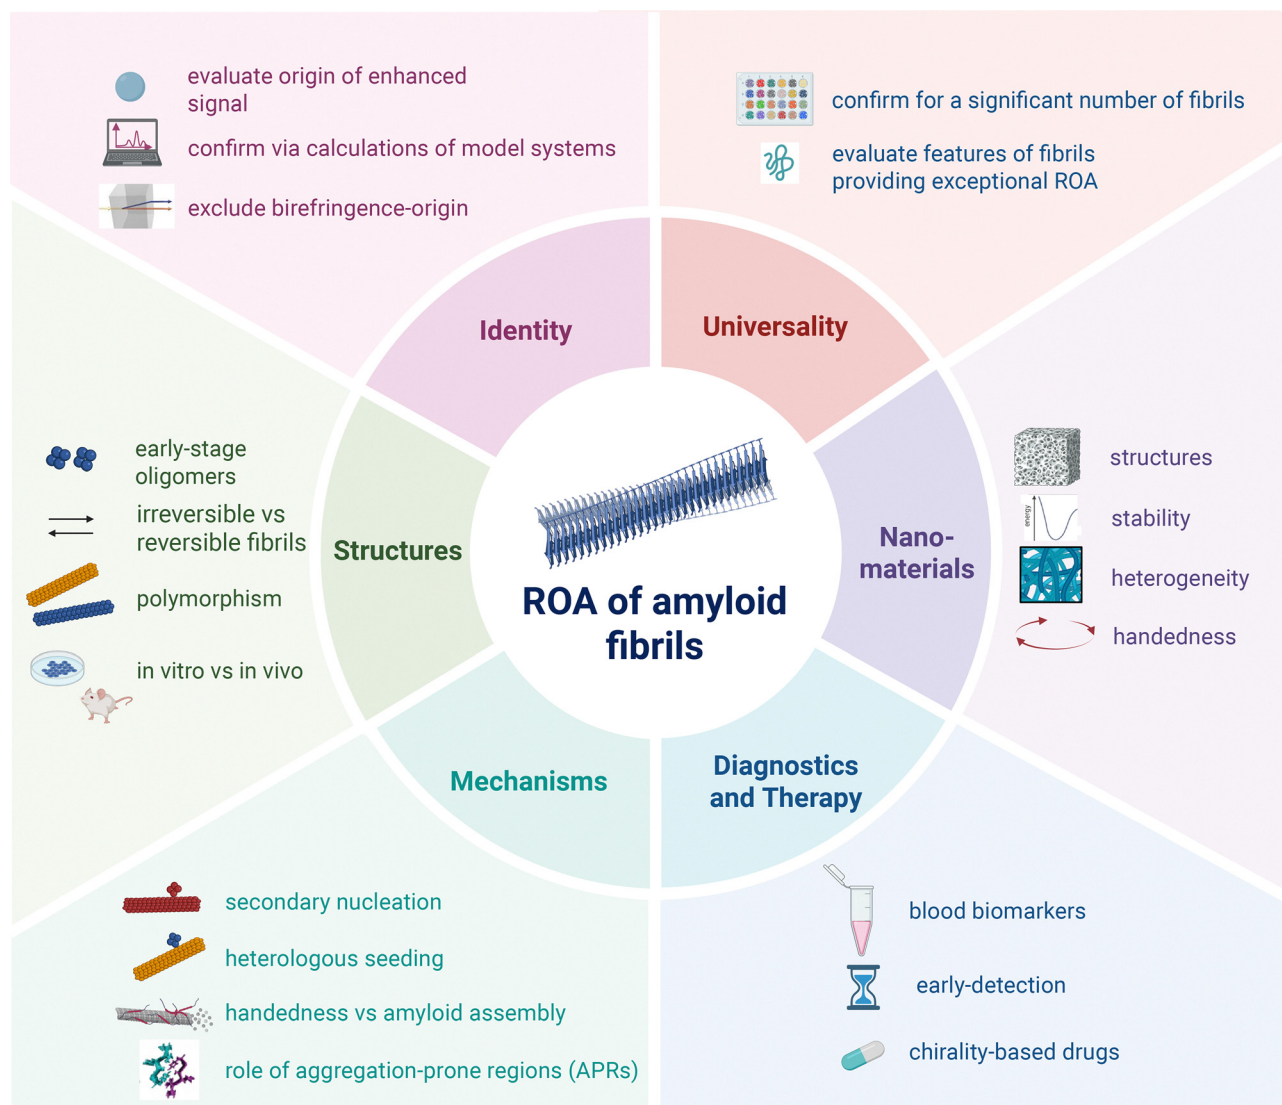 evaluate origin of enhanced
signal
confirm via calculations of model systems
exclude birefringence-origin
Identity
confirm for a significant number of fibrils
evaluate features of fibrils
providing exceptional ROA
Universality
early-stage
oligomers
irreversible vs
reversible fibrils
polymorphism
in vitro vs in vivo
Structures
ROA of amyloid
fibrils
Nano-
materials
structures
energy
stability
heterogeneity
handedness
Mechanisms
secondary nucleation
heterologous seeding
handedness vs amyloid assembly
role of aggregation-prone regions (APRs)
Diagnostics
and Therapy
blood biomarkers
early-detection
chirality-based drugs